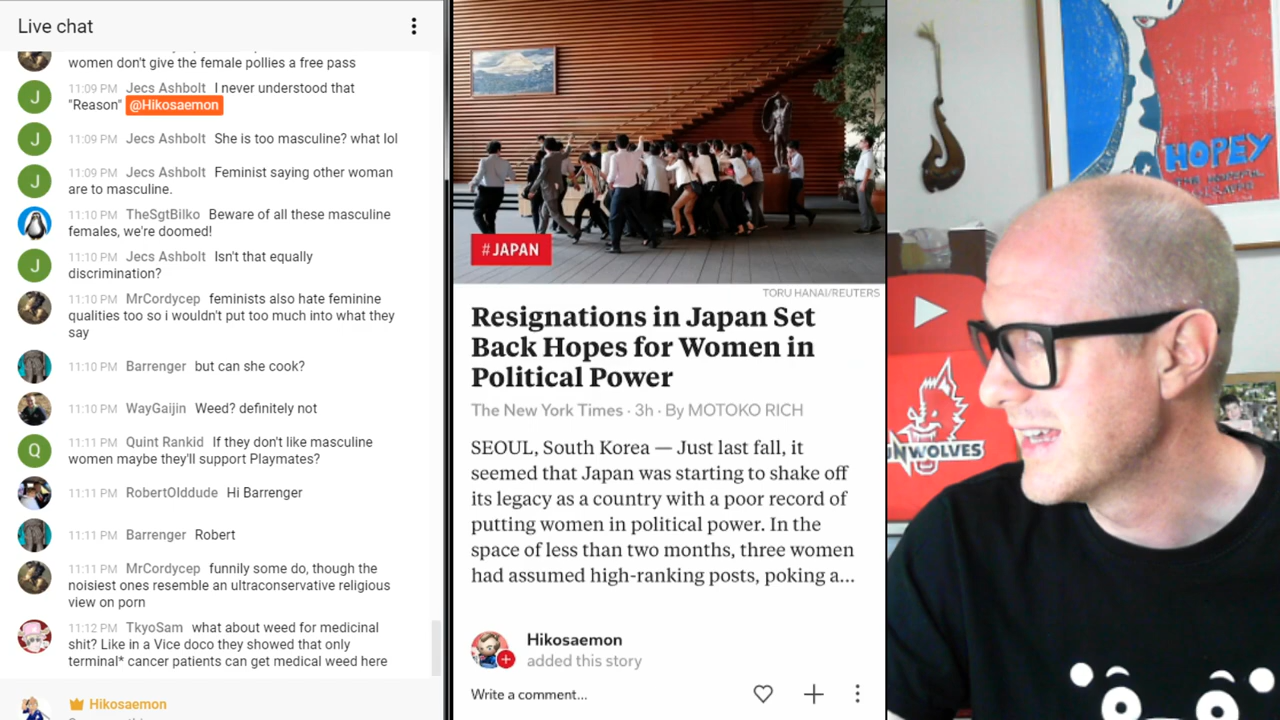 Live chat
women don't give the female pollies a free pass
11:09 PM Jecs Ashbolt I never understood that
"Reason" @Hikosaemon
11:09 PM Jecs Ashbolt She is too masculine? what lol
11:09 PM Jecs Ashbolt Feminist saying other woman
are to masculine.
11:10 PM TheSgtBilko Beware of all these masculine
females, we're doomed!
11:10 PM Jecs Ashbolt Isn't that equally
discrimination?
11:10 PM MrCordycep feminists also hate feminine
qualities too so i wouldn't put too much into what they
say
11:10 PM Barrenger but can she cook?
11:10 PM WayGaijin Weed? definitely not
11:11 PM Quint Rankid If they don't like masculine
women maybe they'll support Playmates?
11:11 PM RobertOlddude Hi Barrenger
11:11 PM Barrenger Robert
11:11 PM MrCordycep funnily some do, though the
noisiest ones resemble an ultraconservative religious
view on porn
11:12 PM TkyoSam what about weed for medicinal
shit? Like in a Vice doco they showed that only
terminal* cancer patients can get medical weed here
Hikosaemon
#JAPAN
TORU HANAI/REUTERS
Resignations in Japan Set
Back Hopes for Women in
Political Power
The New York Times · 3h · By MOTOKO RICH
SEOUL, South Korea — Just last fall, it
seemed that Japan was starting to shake off
its legacy as a country with a poor record of
putting women in political power. In the
space of less than two months, three women
had assumed high-ranking posts, poking a...
Hikosaemon
added this story
Write a comment...
HOPEY
THE HOPEFUL
UNWOLVES